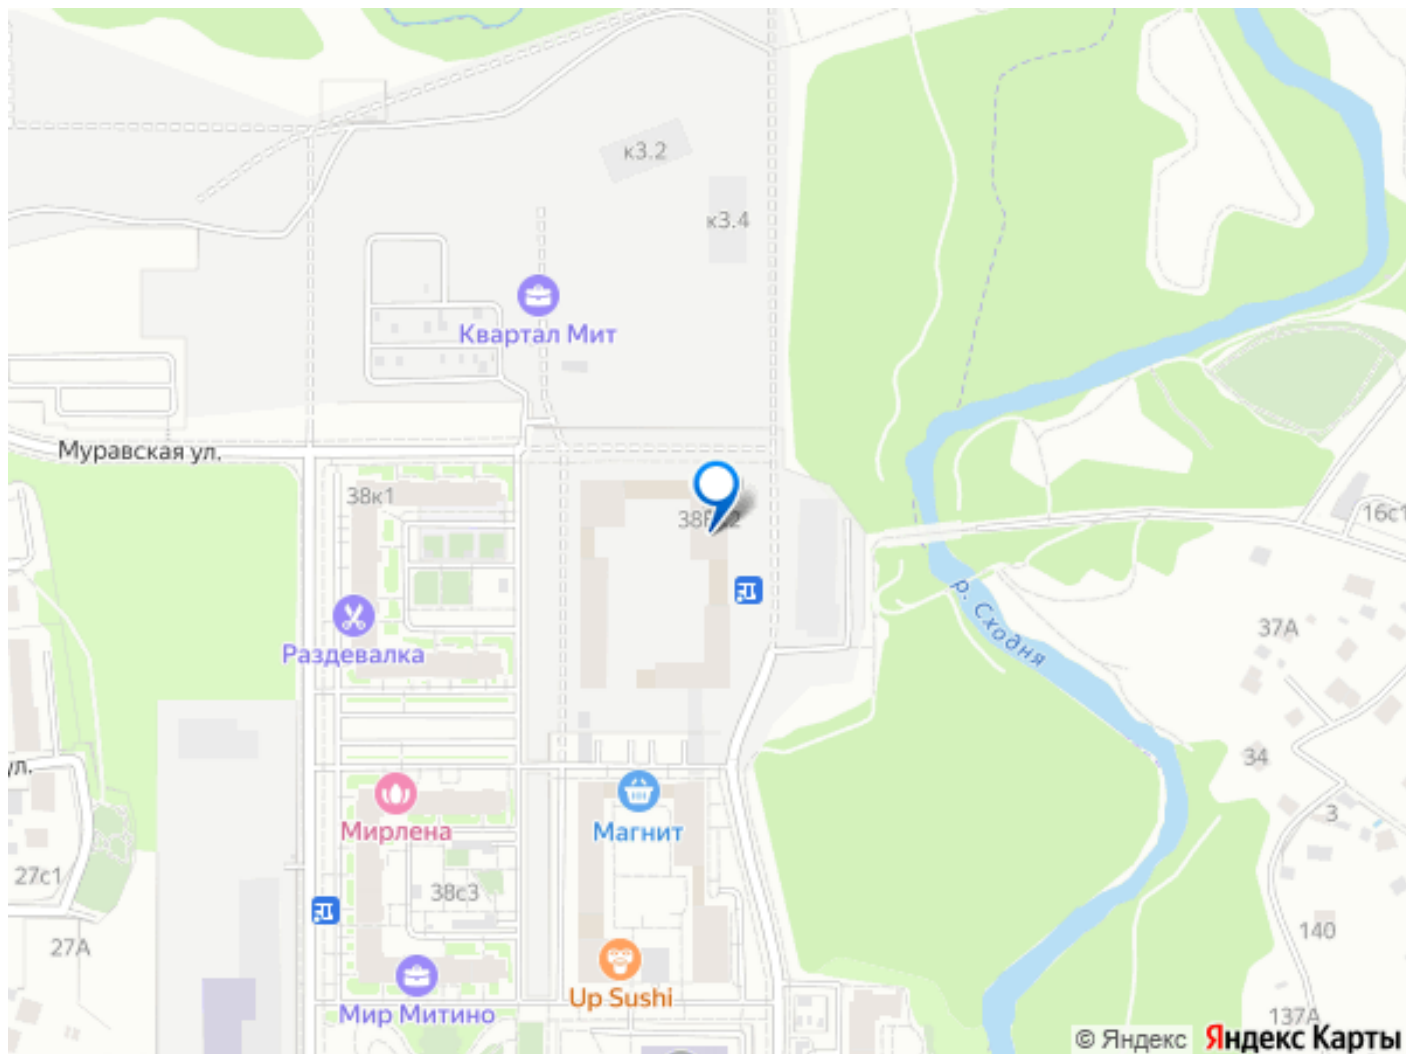 к3.2
к3.4
Квартал Мит
Муравская ул.
38к1
16с1
р. Сходня
37А
Раздевалка
34
ул.
3
Мирлена
Магнит
27с1
38с3
27А
140
Up Sushi
Мир Митино
137А
© Яндекс Яндекс Карты